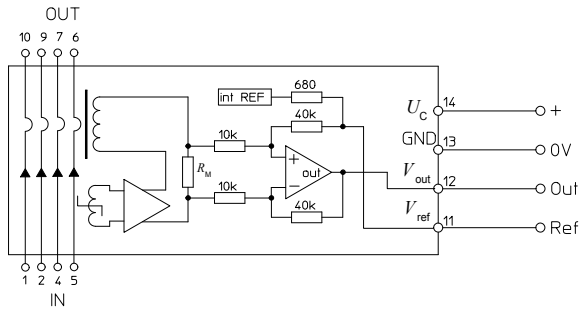 OUT
10 9 7 6
int REF
680
40k
10k
R_M
10k
+
out
−
40k
U_C 14 +
GND 13 0V
V_out 12 Out
V_ref 11 Ref
1 2 4 5
IN